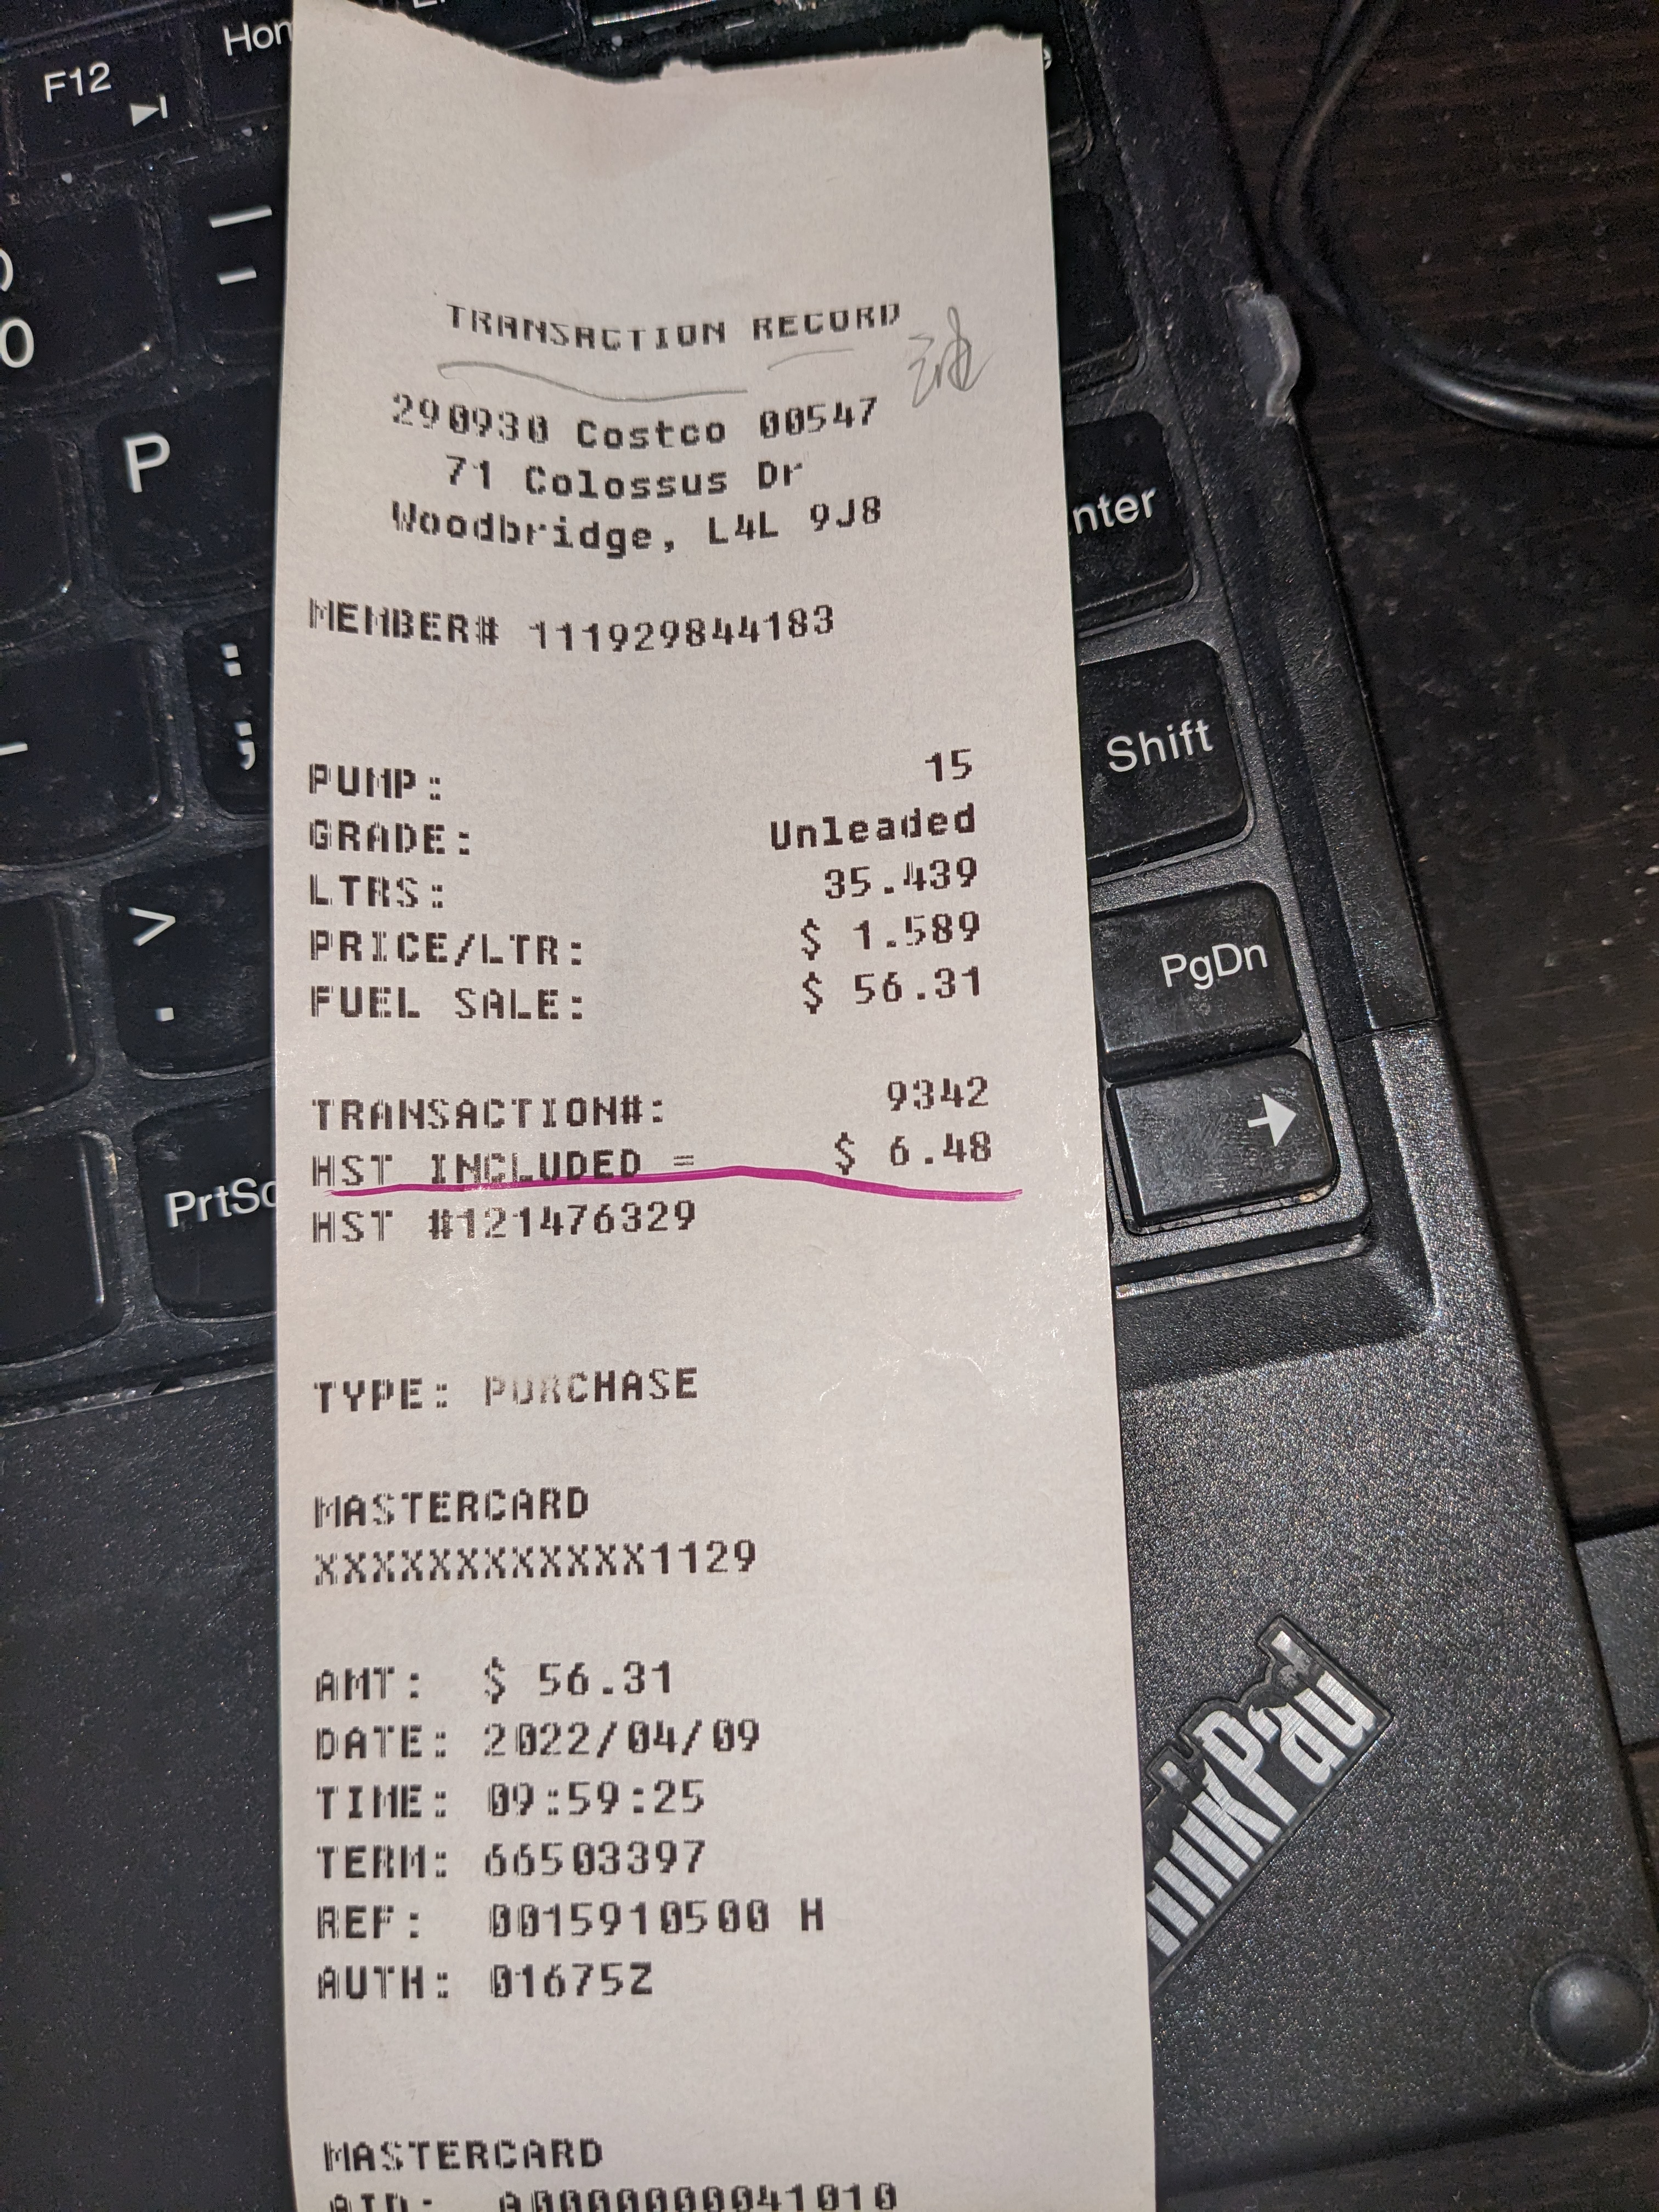 TRANSACTION RECORD
油
290930 Costco 00547
71 Colossus Dr
Woodbridge, L4L 9J8
MEMBER# 111929844183
PUMP: 15
GRADE: Unleaded
LTRS: 35.439
PRICE/LTR: $ 1.589
FUEL SALE: $ 56.31
TRANSACTION#: 9342
HST INCLUDED = $ 6.48
HST #121476329
TYPE: PURCHASE
MASTERCARD
XXXXXXXXXXXX1129
AMT: $ 56.31
DATE: 2022/04/09
TIME: 09:59:25
TERM: 66503397
REF: 0015910500 H
AUTH: 01675Z
MASTERCARD
AID: A0000000041010
F12
P
:
;
>
.
PrtSc
Shift
PgDn
ThinkPad